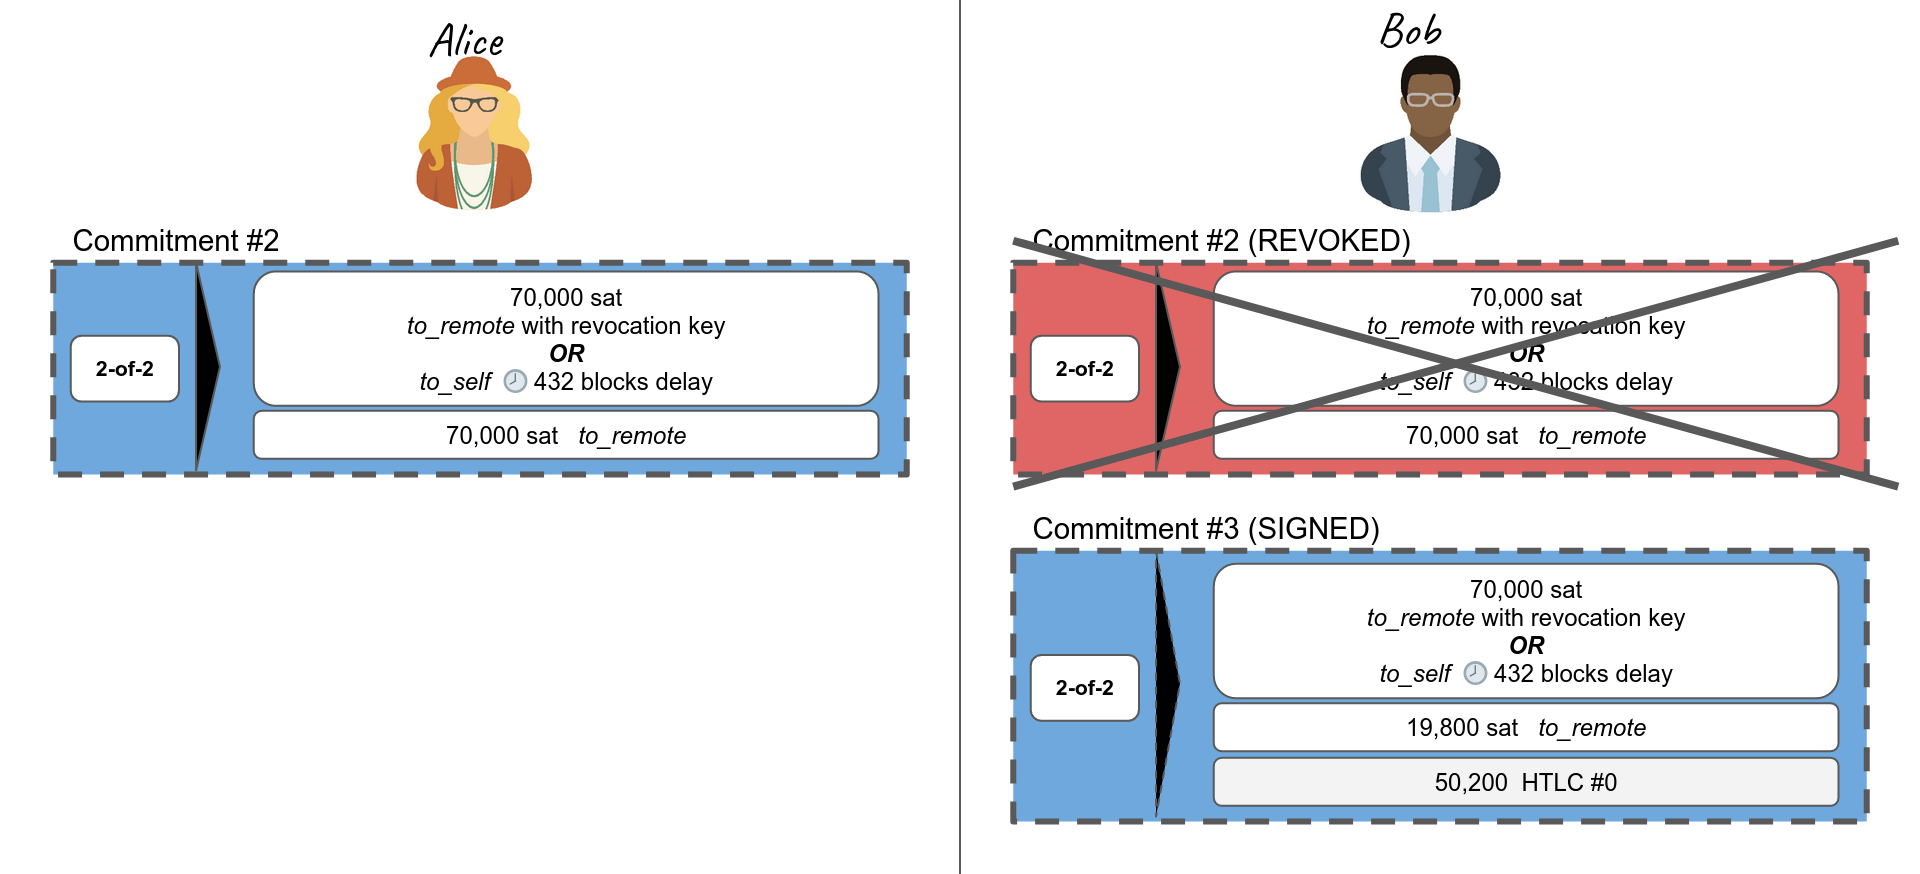 Alice
Commitment #2
2-of-2
70,000 sat
to_remote with revocation key
OR
to_self 432 blocks delay
70,000 sat to_remote
Bob
Commitment #2 (REVOKED)
2-of-2
70,000 sat
to_remote with revocation key
OR
to_self 432 blocks delay
70,000 sat to_remote
Commitment #3 (SIGNED)
2-of-2
70,000 sat
to_remote with revocation key
OR
to_self 432 blocks delay
19,800 sat to_remote
50,200 HTLC #0